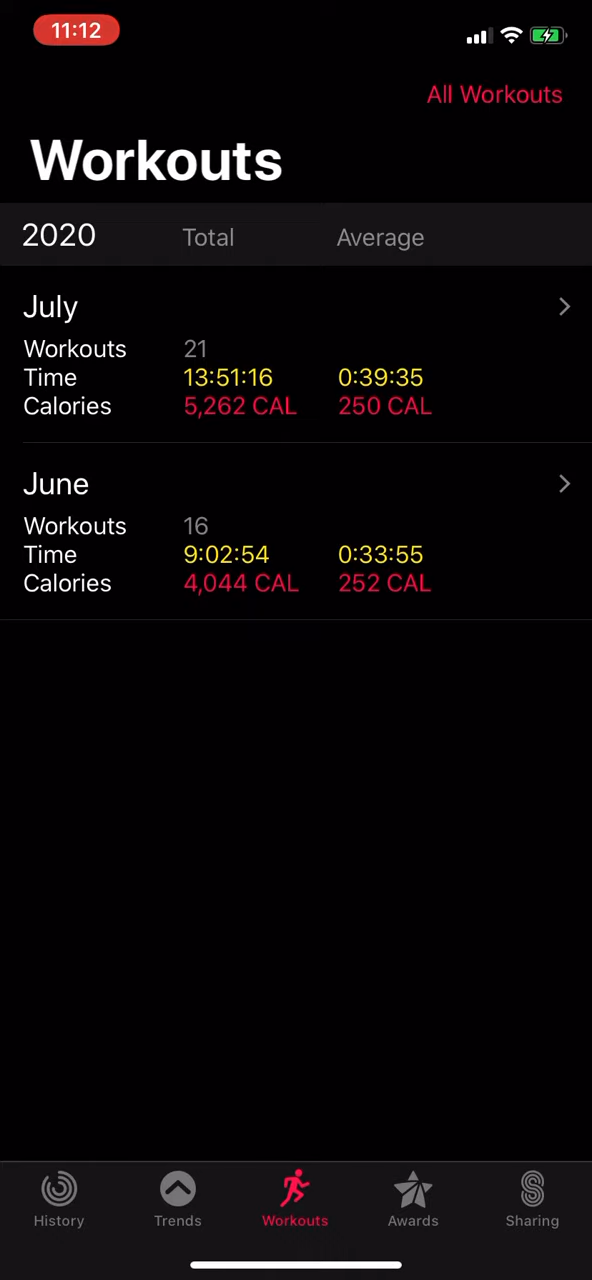 11:12
All Workouts
Workouts
2020 Total Average
July
Workouts 21
Time 13:51:16 0:39:35
Calories 5,262 CAL 250 CAL
June
Workouts 16
Time 9:02:54 0:33:55
Calories 4,044 CAL 252 CAL
History Trends Workouts Awards Sharing